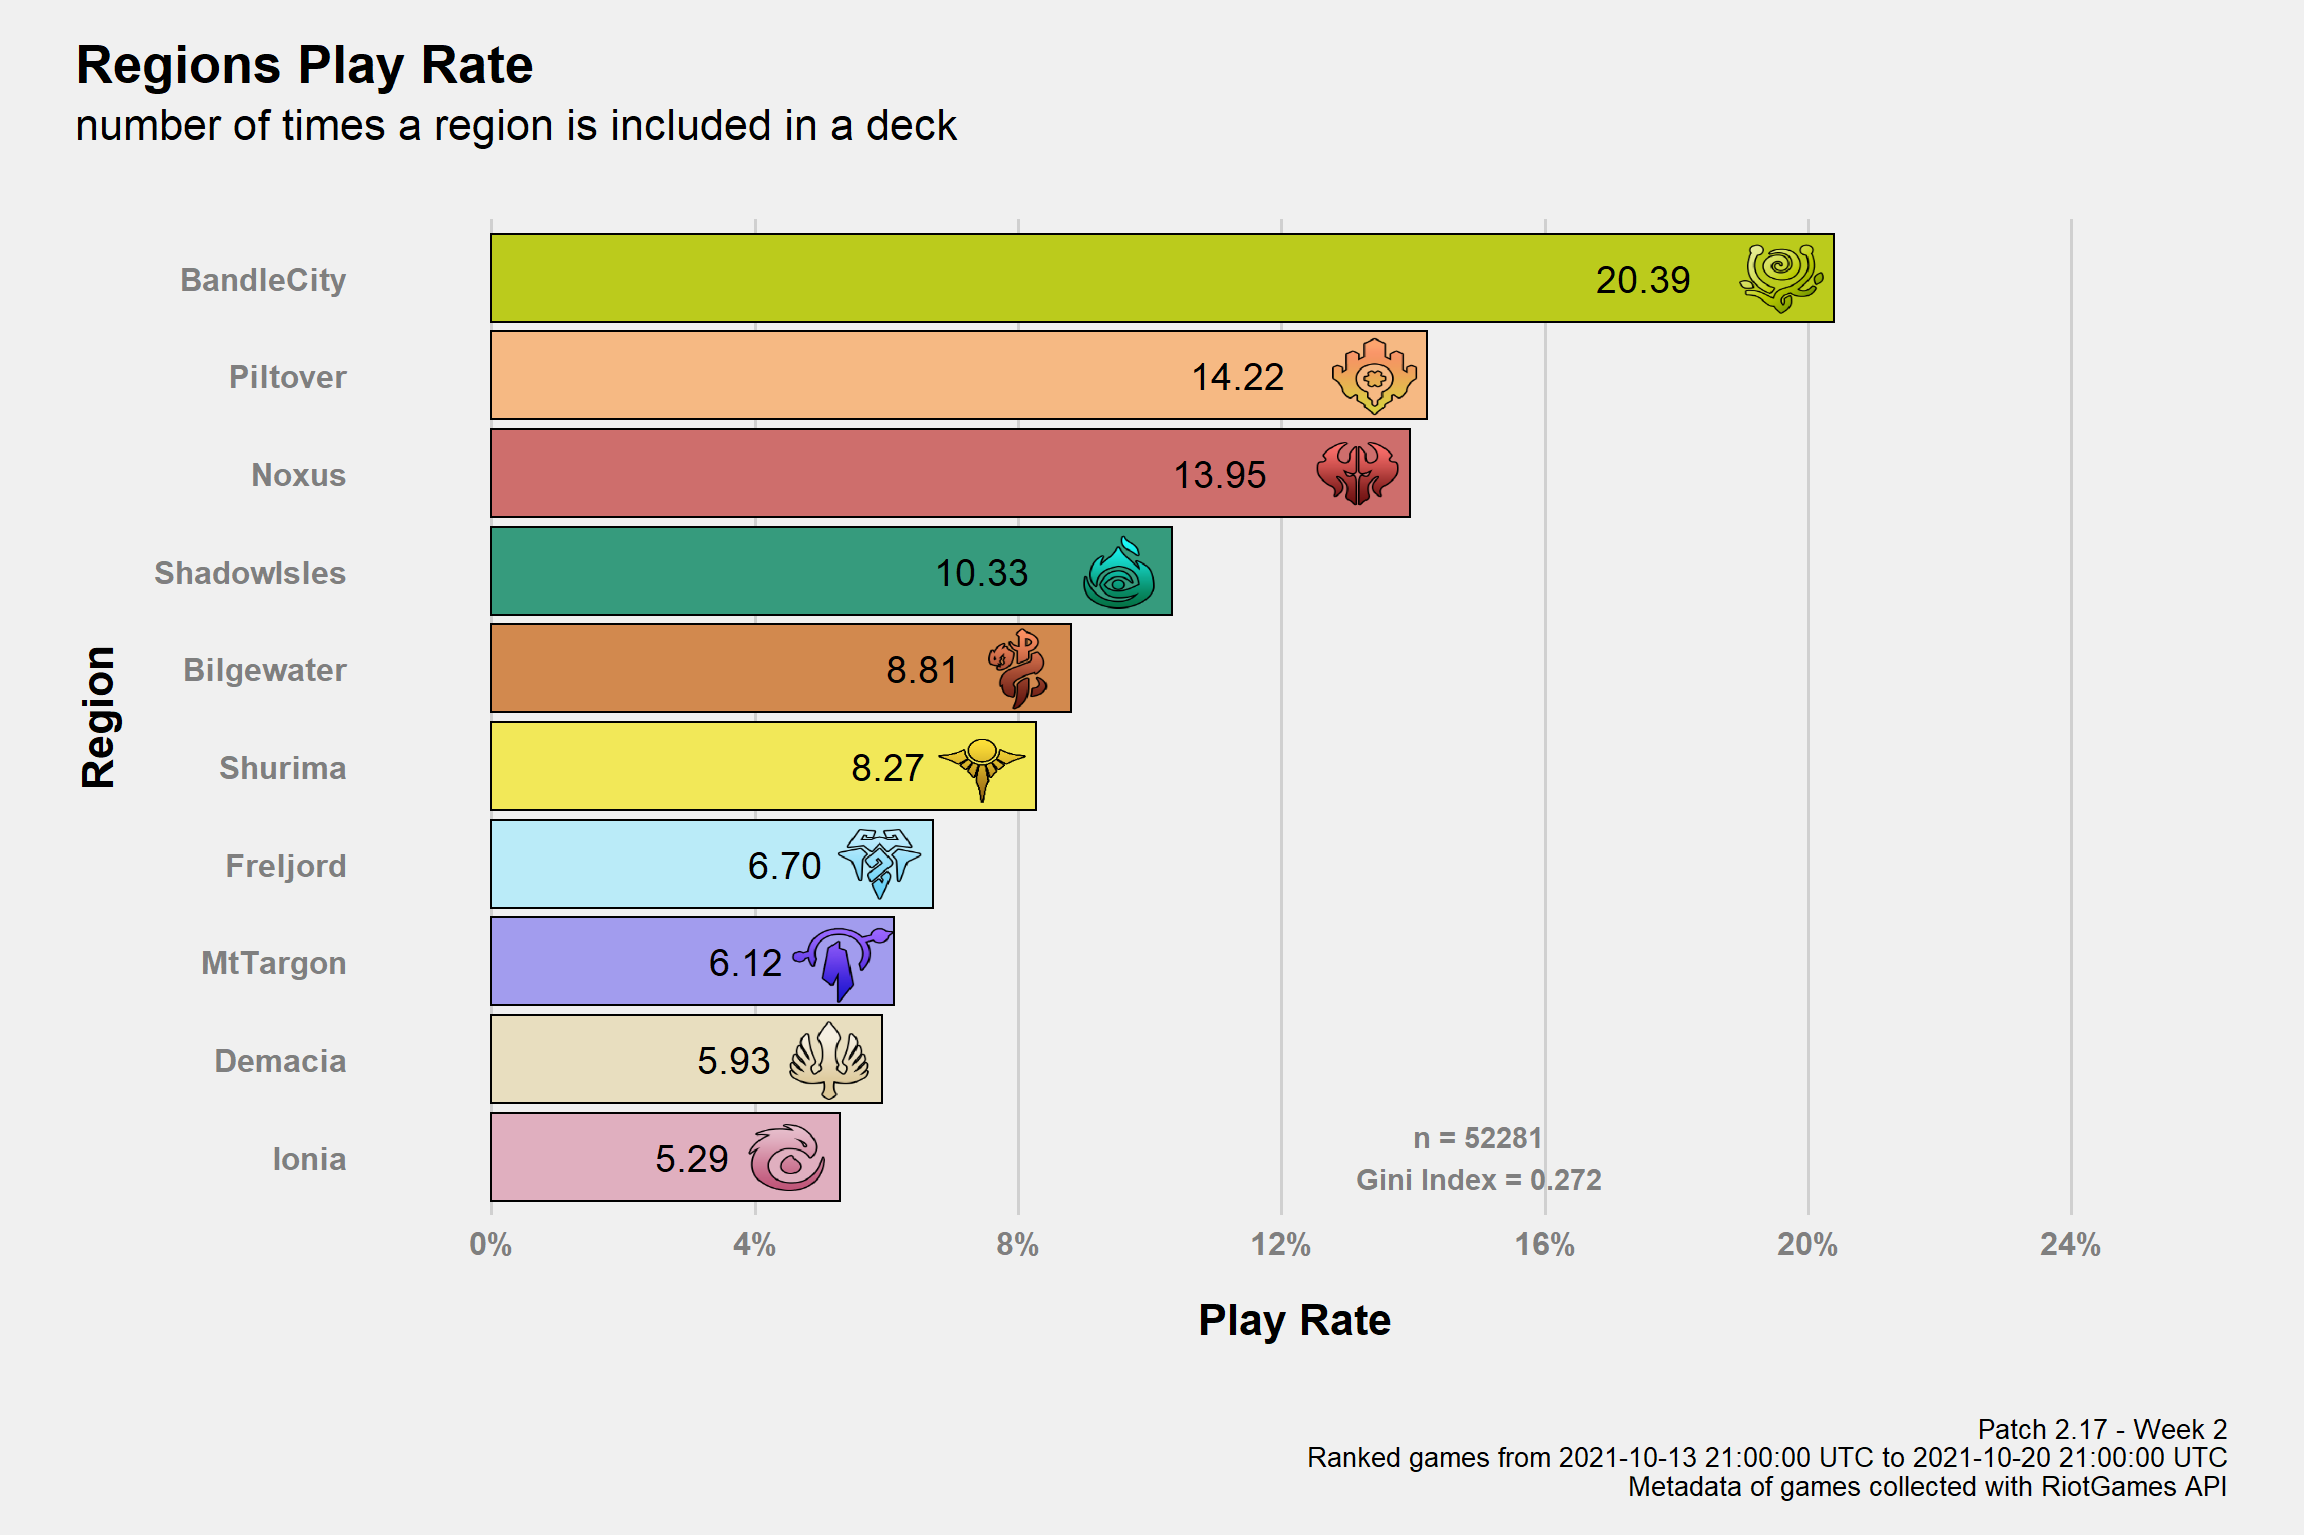 Regions Play Rate
number of times a region is included in a deck
Region
BandleCity
20.39
Piltover
14.22
Noxus
13.95
ShadowIsles
10.33
Bilgewater
8.81
Shurima
8.27
Freljord
6.70
MtTargon
6.12
Demacia
5.93
Ionia
5.29
n = 52281
Gini Index = 0.272
0% 4% 8% 12% 16% 20% 24%
Play Rate
Patch 2.17 - Week 2
Ranked games from 2021-10-13 21:00:00 UTC to 2021-10-20 21:00:00 UTC
Metadata of games collected with RiotGames API